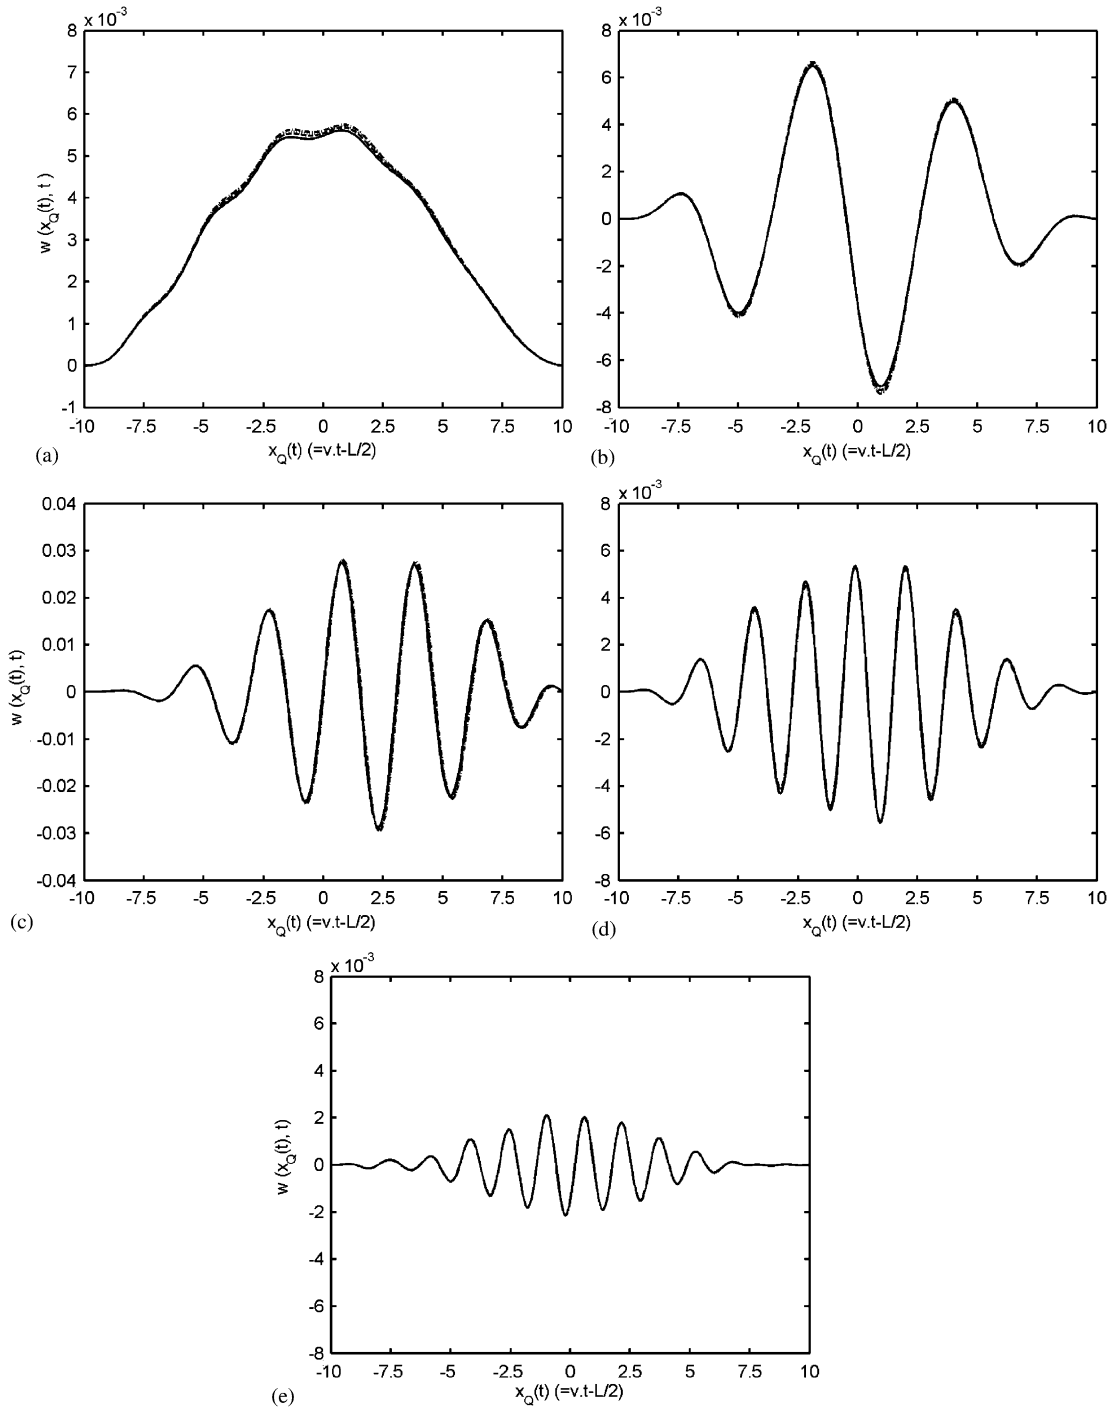 x 10⁻³
8
7
6
5
4
3
2
1
0
-1
w (x_Q(t), t )
-10 -7.5 -5 -2.5 0 2.5 5 7.5 10
x_Q(t) (=v.t-L/2)
(a)
x 10⁻³
8
6
4
2
0
-2
-4
-6
-8
-10 -7.5 -5 -2.5 0 2.5 5 7.5 10
x_Q(t) (=v.t-L/2)
(b)
0.04
0.03
0.02
0.01
0
-0.01
-0.02
-0.03
-0.04
w (x_Q(t), t)
-10 -7.5 -5 -2.5 0 2.5 5 7.5 10
x_Q(t) (=v.t-L/2)
(c)
x 10⁻³
8
6
4
2
0
-2
-4
-6
-8
-10 -7.5 -5 -2.5 0 2.5 5 7.5 10
x_Q(t) (=v.t-L/2)
(d)
x 10⁻³
8
6
4
2
0
-2
-4
-6
-8
w (x_Q(t), t)
-10 -7.5 -5 -2.5 0 2.5 5 7.5 10
x_Q(t) (=v.t-L/2)
(e)